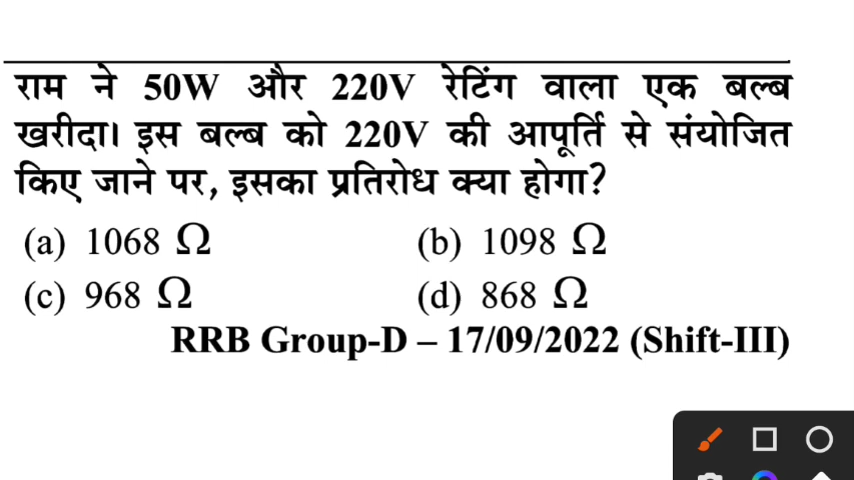 राम ने 50W और 220V रेटिंग वाला एक बल्ब
खरीदा। इस बल्ब को 220V की आपूर्ति से संयोजित
किए जाने पर, इसका प्रतिरोध क्या होगा?
(a) 1068 Ω (b) 1098 Ω
(c) 968 Ω (d) 868 Ω
RRB Group-D – 17/09/2022 (Shift-III)